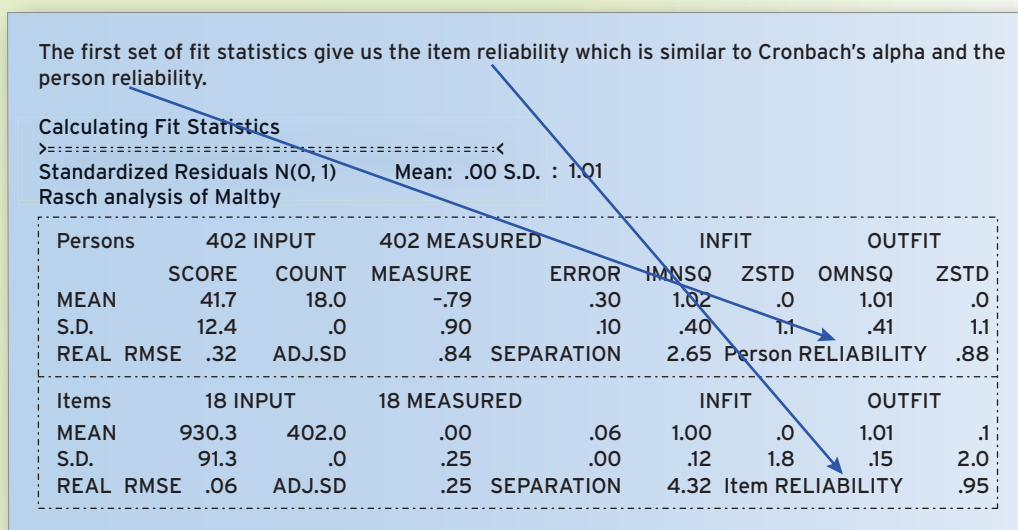 The first set of fit statistics give us the item reliability which is similar to Cronbach's alpha and the
person reliability.
Calculating Fit Statistics
>=============================================<
Standardized Residuals N(0, 1) Mean: .00 S.D. : 1.01
Rasch analysis of Maltby
Persons 402 INPUT 402 MEASURED INFIT OUTFIT
SCORE COUNT MEASURE ERROR IMNSQ ZSTD OMNSQ ZSTD
MEAN 41.7 18.0 -.79 .30 1.02 .0 1.01 .0
S.D. 12.4 .0 .90 .10 .40 1.1 .41 1.1
REAL RMSE .32 ADJ.SD .84 SEPARATION 2.65 Person RELIABILITY .88
Items 18 INPUT 18 MEASURED INFIT OUTFIT
MEAN 930.3 402.0 .00 .06 1.00 .0 1.01 .1
S.D. 91.3 .0 .25 .00 .12 1.8 .15 2.0
REAL RMSE .06 ADJ.SD .25 SEPARATION 4.32 Item RELIABILITY .95